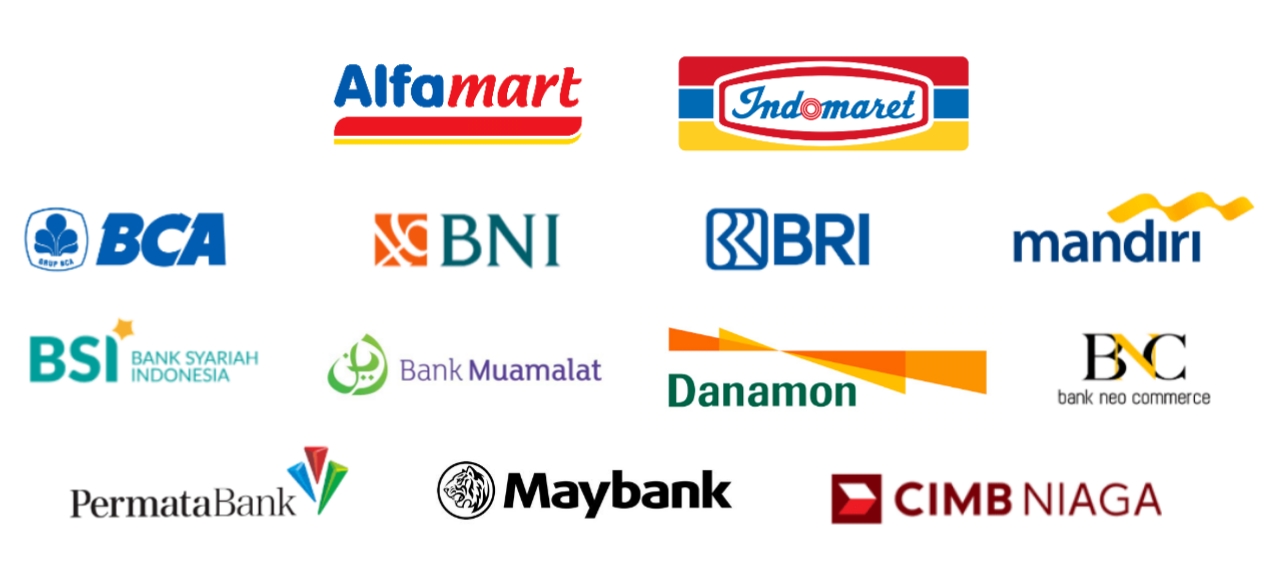 Alfamart
Indomaret
GRUP BCA
BCA
BNI
BRI
mandiri
BSI
BANK SYARIAH
INDONESIA
Bank Muamalat
Danamon
BNC
bank neo commerce
PermataBank
Maybank
CIMB NIAGA